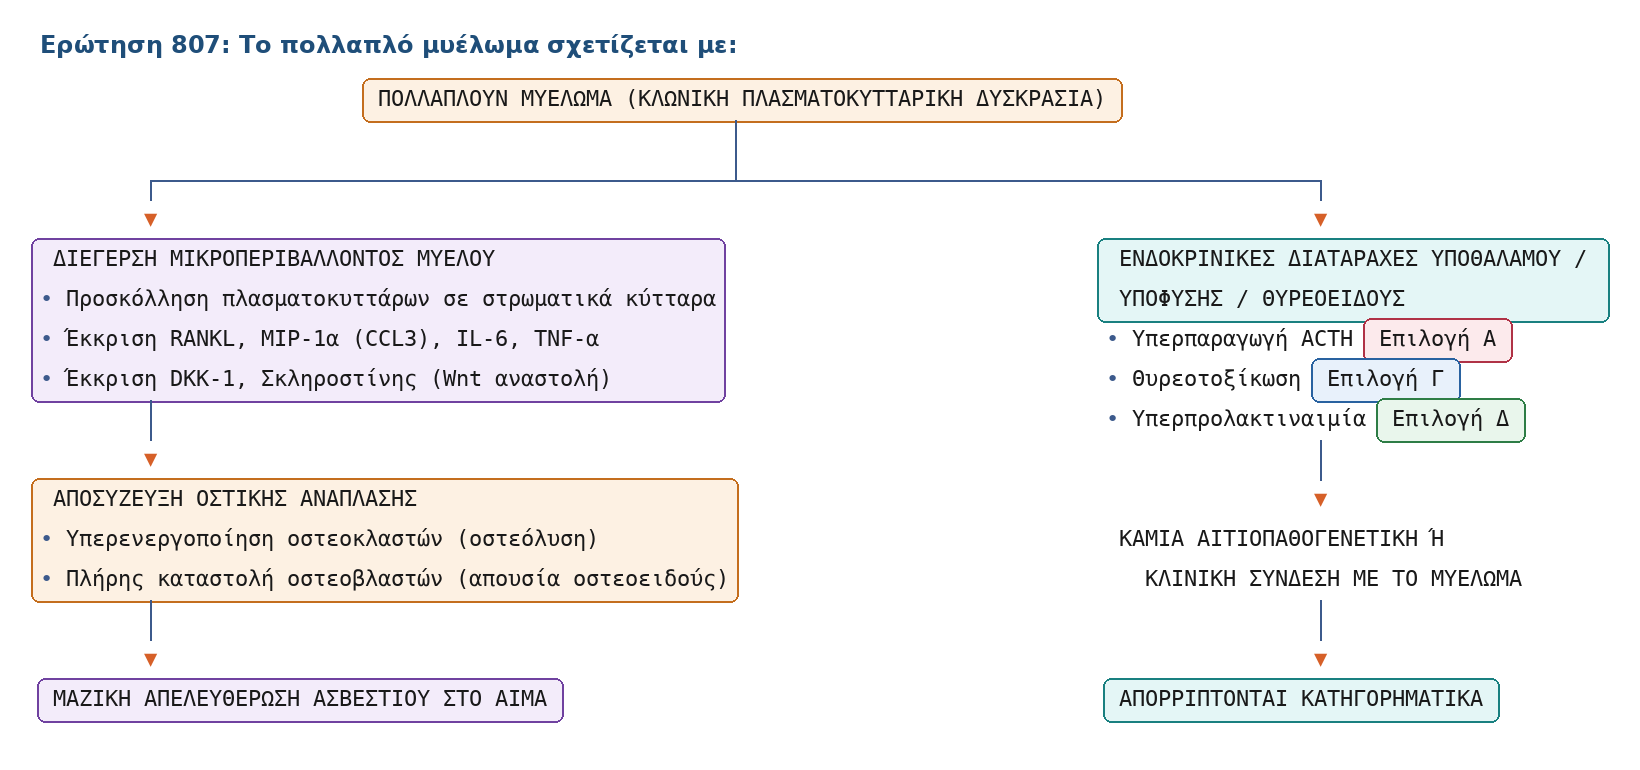 Ερώτηση 807: Το πολλαπλό μυέλωμα σχετίζεται με:
ΠΟΛΛΑΠΛΟΥΝ ΜΥΕΛΩΜΑ (ΚΛΩΝΙΚΗ ΠΛΑΣΜΑΤΟΚΥΤΤΑΡΙΚΗ ΔΥΣΚΡΑΣΙΑ)
ΔΙΕΓΕΡΣΗ ΜΙΚΡΟΠΕΡΙΒΑΛΛΟΝΤΟΣ ΜΥΕΛΟΥ
• Προσκόλληση πλασματοκυττάρων σε στρωματικά κύτταρα
• Έκκριση RANKL, MIP-1α (CCL3), IL-6, TNF-α
• Έκκριση DKK-1, Σκληροστίνης (Wnt αναστολή)
ΑΠΟΣΥΖΕΥΞΗ ΟΣΤΙΚΗΣ ΑΝΑΠΛΑΣΗΣ
• Υπερενεργοποίηση οστεοκλαστών (οστεόλυση)
• Πλήρης καταστολή οστεοβλαστών (απουσία οστεοειδούς)
ΜΑΖΙΚΗ ΑΠΕΛΕΥΘΕΡΩΣΗ ΑΣΒΕΣΤΙΟΥ ΣΤΟ ΑΙΜΑ
ΕΝΔΟΚΡΙΝΙΚΕΣ ΔΙΑΤΑΡΑΧΕΣ ΥΠΟΘΑΛΑΜΟΥ /
ΥΠΟΦΥΣΗΣ / ΘΥΡΕΟΕΙΔΟΥΣ
• Υπερπαραγωγή ACTH Επιλογή Α
• Θυρεοτοξίκωση Επιλογή Γ
• Υπερπρολακτιναιμία Επιλογή Δ
ΚΑΜΙΑ ΑΙΤΙΟΠΑΘΟΓΕΝΕΤΙΚΗ Ή
ΚΛΙΝΙΚΗ ΣΥΝΔΕΣΗ ΜΕ ΤΟ ΜΥΕΛΩΜΑ
ΑΠΟΡΡΙΠΤΟΝΤΑΙ ΚΑΤΗΓΟΡΗΜΑΤΙΚΑ